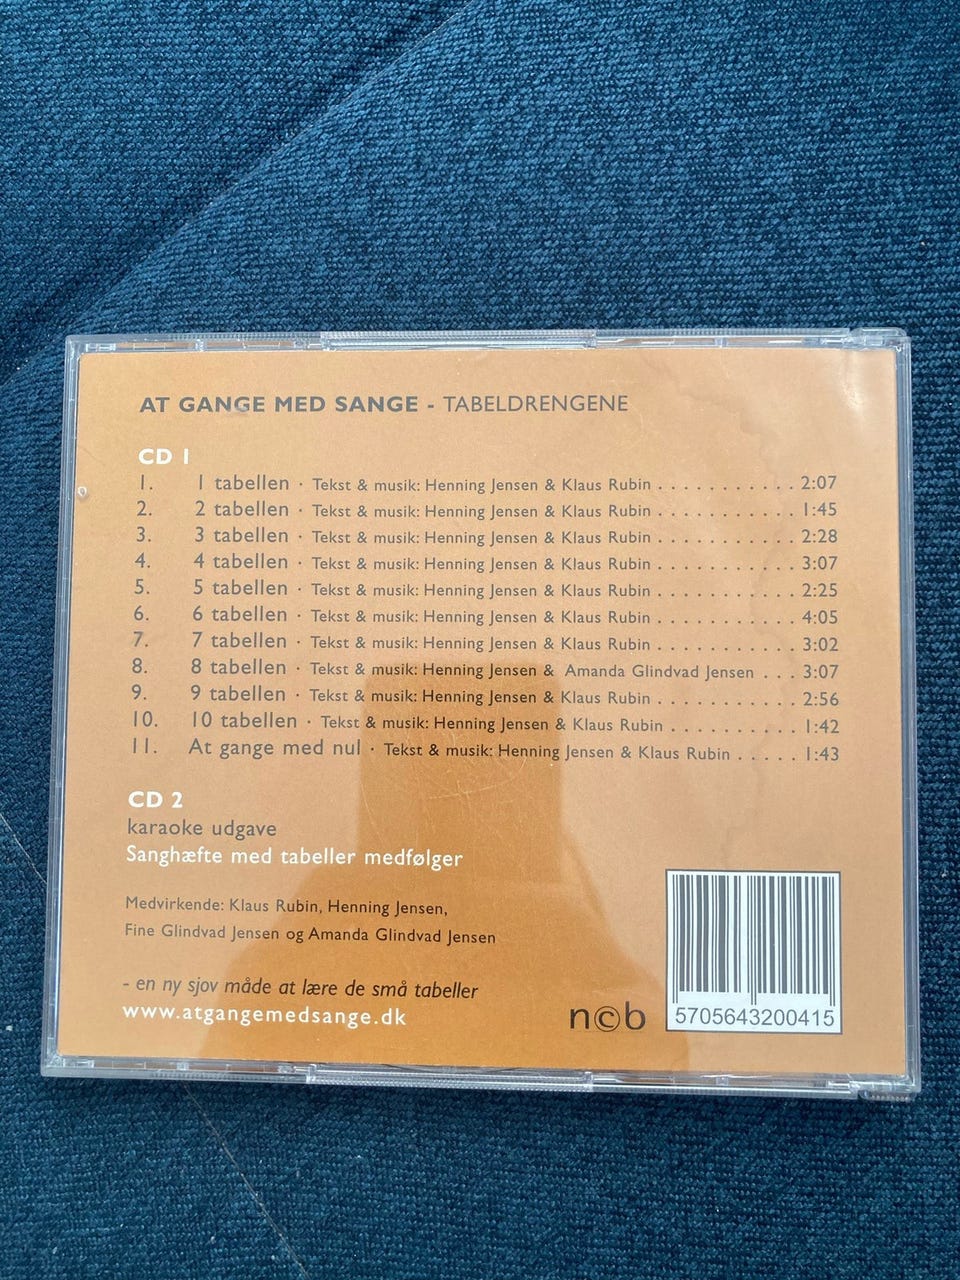 AT GANGE MED SANGE - TABELDRENGENE
CD 1
1. 1 tabellen · Tekst & musik: Henning Jensen & Klaus Rubin . . . . . . . . . . . 2:07
2. 2 tabellen · Tekst & musik: Henning Jensen & Klaus Rubin . . . . . . . . . . . 1:45
3. 3 tabellen · Tekst & musik: Henning Jensen & Klaus Rubin . . . . . . . . . . . 2:28
4. 4 tabellen · Tekst & musik: Henning Jensen & Klaus Rubin . . . . . . . . . . . 3:07
5. 5 tabellen · Tekst & musik: Henning Jensen & Klaus Rubin . . . . . . . . . . . 2:25
6. 6 tabellen · Tekst & musik: Henning Jensen & Klaus Rubin . . . . . . . . . . . 4:05
7. 7 tabellen · Tekst & musik: Henning Jensen & Klaus Rubin . . . . . . . . . . . 3:02
8. 8 tabellen · Tekst & musik: Henning Jensen & Amanda Glindvad Jensen . . . 3:07
9. 9 tabellen · Tekst & musik: Henning Jensen & Klaus Rubin . . . . . . . . . . . 2:56
10. 10 tabellen · Tekst & musik: Henning Jensen & Klaus Rubin . . . . . . . . . . 1:42
11. At gange med nul · Tekst & musik: Henning Jensen & Klaus Rubin . . . . . 1:43
CD 2
karaoke udgave
Sanghæfte med tabeller medfølger
Medvirkende: Klaus Rubin, Henning Jensen,
Fine Glindvad Jensen og Amanda Glindvad Jensen
- en ny sjov måde at lære de små tabeller
www.atgangemedsange.dk
n©b
5705643200415